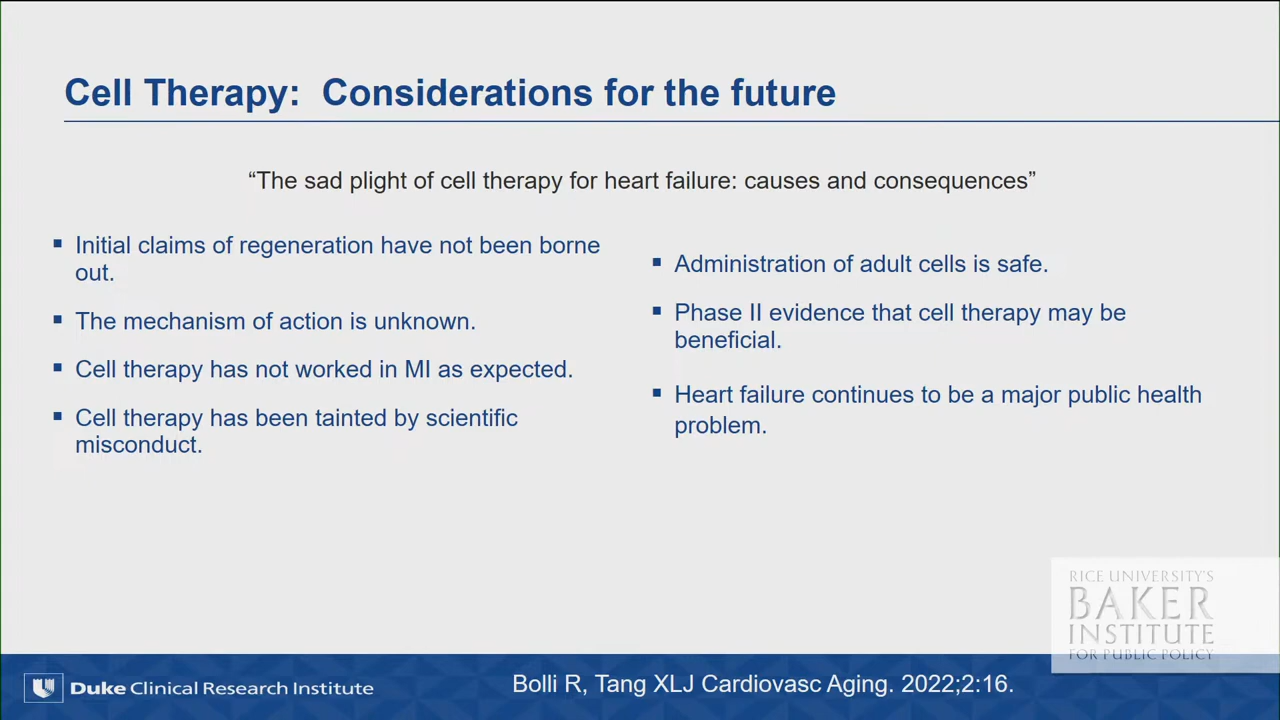 Cell Therapy: Considerations for the future
“The sad plight of cell therapy for heart failure: causes and consequences”
▪ Initial claims of regeneration have not been borne
out.
▪ The mechanism of action is unknown.
▪ Cell therapy has not worked in MI as expected.
▪ Cell therapy has been tainted by scientific
misconduct.
▪ Administration of adult cells is safe.
▪ Phase II evidence that cell therapy may be
beneficial.
▪ Heart failure continues to be a major public health
problem.
RICE UNIVERSITY'S
BAKER
INSTITUTE
FOR PUBLIC POLICY
Duke Clinical Research Institute
Bolli R, Tang XLJ Cardiovasc Aging. 2022;2:16.